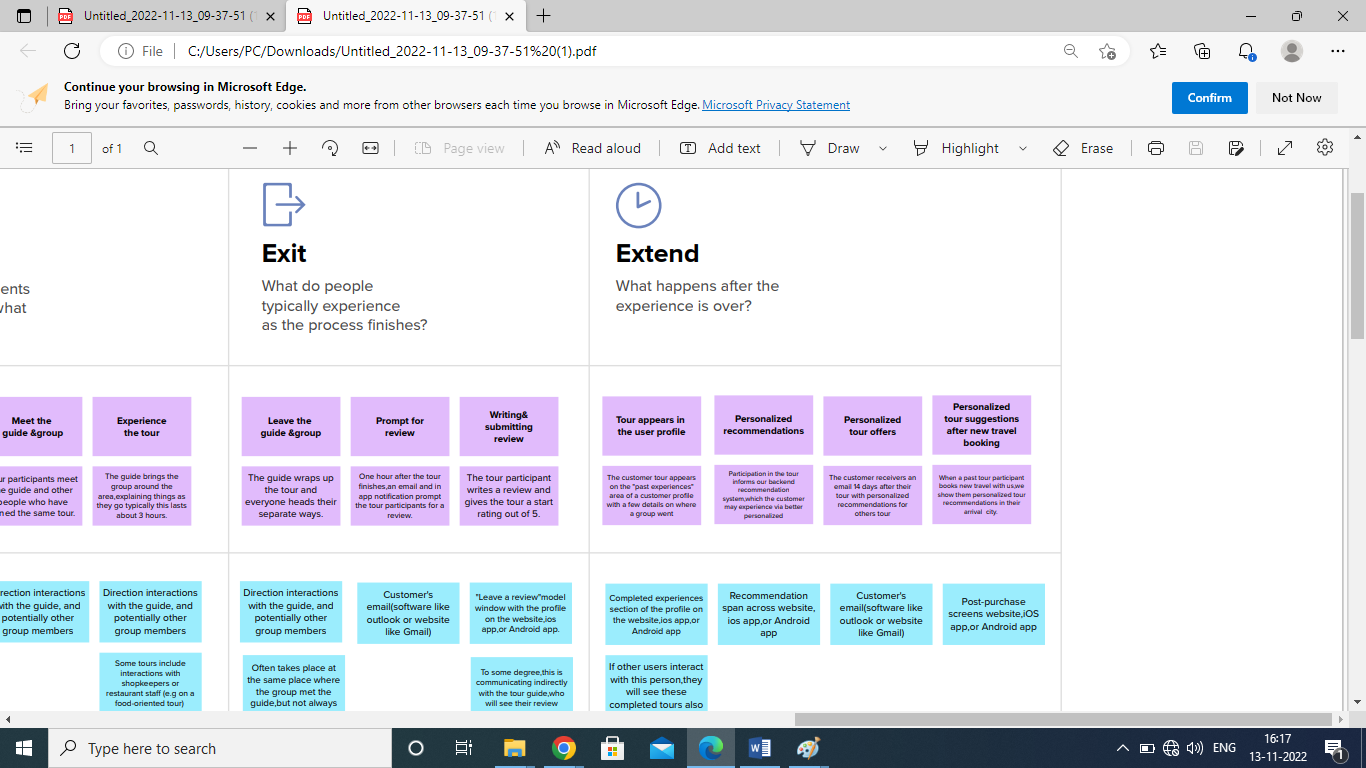 Untitled_2022-11-13_09-37-51 (1
Untitled_2022-11-13_09-37-51 (
File
C:/Users/PC/Downloads/Untitled_2022-11-13_09-37-51%20(1).pdf
Continue your browsing in Microsoft Edge.
Bring your favorites, passwords, history, cookies and more from other browsers each time you browse in Microsoft Edge. Microsoft Privacy Statement
Confirm
Not Now
1 of 1
Page view
Read aloud
Add text
Draw
Highlight
Erase
ents
what
Exit
What do people
typically experience
as the process finishes?
Extend
What happens after the
experience is over?
Meet the
guide &group
Experience
the tour
Leave the
guide &group
Prompt for
review
Writing&
submitting
review
Tour appears in
the user profile
Personalized
recommendations
Personalized
tour offers
Personalized
tour suggestions
after new travel
booking
ur participants meet
e guide and other
eople who have
ned the same tour.
The guide brings the
group around the
area,explaining things as
they go typically this lasts
about 3 hours.
The guide wraps up
the tour and
everyone heads their
separate ways.
One hour after the tour
finishes,an email and in
app notification prompt
the tour participants for a
review.
The tour participant
writes a review and
gives the tour a start
rating out of 5.
The customer tour appears
on the "past experiences"
area of a customer profile
with a few details on where
a group went
Participation in the tour
informs our backend
recommendation
system,which the customer
may experience via better
personalized
The customer receivers an
email 14 days after their
tour with personalized
recommendations for
others tour
When a past tour participant
books new travel with us,we
show them personalized tour
recommendations in their
arrival city.
rection interactions
with the guide, and
potentially other
group members
Direction interactions
with the guide, and
potentially other
group members
Direction interactions
with the guide, and
potentially other
group members
Customer's
email(software like
outlook or website
like Gmail)
"Leave a review"model
window with the profile
on the website,ios
app,or Android app.
Completed experiences
section of the profile on
the website,ios app,or
Android app
Recommendation
span across website,
ios app,or Android
app
Customer's
email(software like
outlook or website
like Gmail)
Post-purchase
screens website,iOS
app,or Android app
Some tours include
interactions with
shopkeepers or
restaurant staff (e.g on a
food-oriented tour)
Often takes place at
the same place where
the group met the
guide,but not always
To some degree,this is
communicating indirectly
with the tour guide,who
will see their review
If other users interact
with this person,they
will see these
completed tours also
Type here to search
ENG
16:17
13-11-2022
1